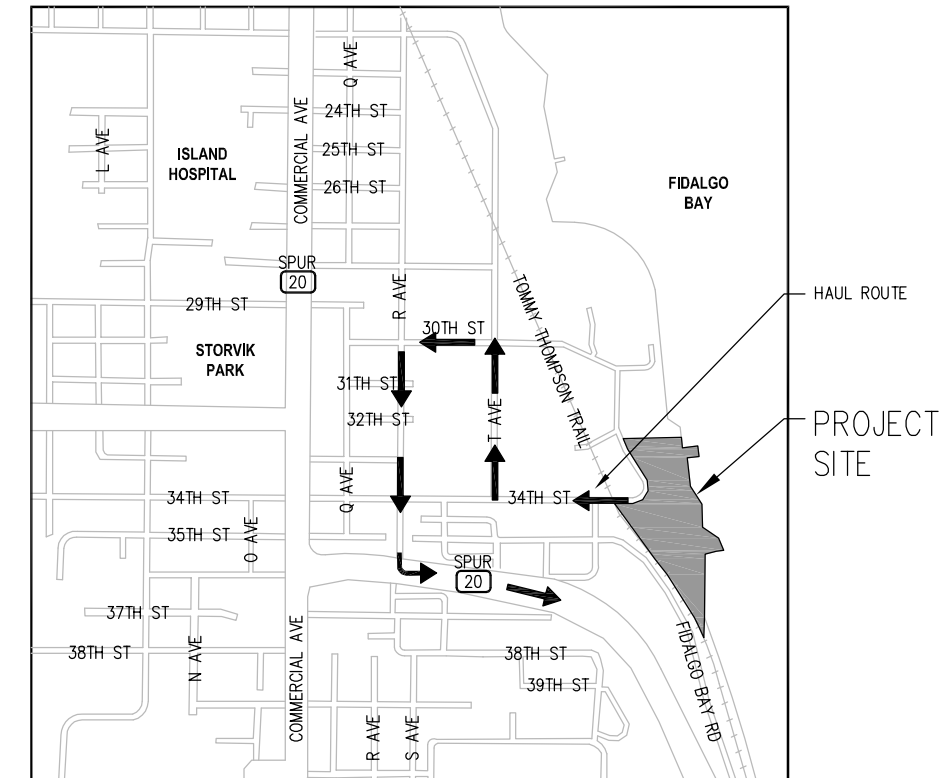 Q AVE
24TH ST
COMMERCIAL AVE
L AVE
25TH ST
ISLAND
HOSPITAL
26TH ST
FIDALGO
BAY
SPUR
20
R AVE
TOMMY THOMPSON TRAIL
HAUL ROUTE
29TH ST
30TH ST
STORVIK
PARK
31TH ST
T AVE
32TH ST
PROJECT
SITE
Q AVE
34TH ST
34TH ST
O AVE
35TH ST
SPUR
20
37TH ST
FIDALGO BAY RD
N AVE
COMMERCIAL AVE
38TH ST
38TH ST
39TH ST
R AVE
S AVE